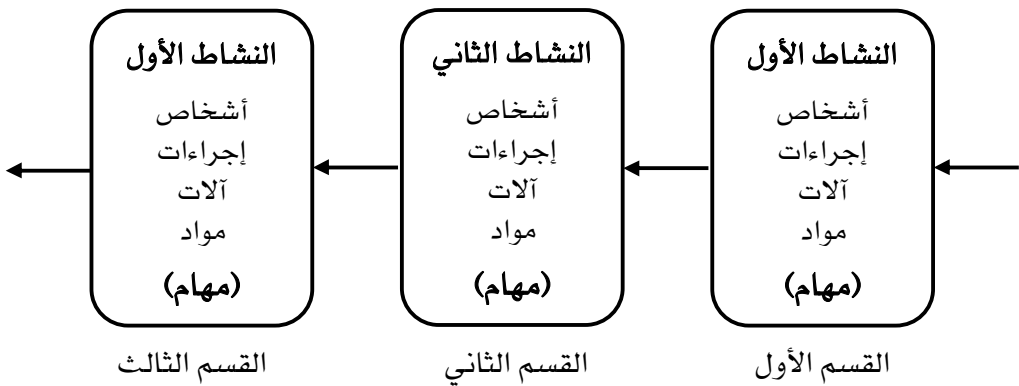 النشاط الأول
أشخاص
إجراءات
آلات
مواد
(مهام)
القسم الأول
النشاط الثاني
أشخاص
إجراءات
آلات
مواد
(مهام)
القسم الثاني
النشاط الأول
أشخاص
إجراءات
آلات
مواد
(مهام)
القسم الثالث